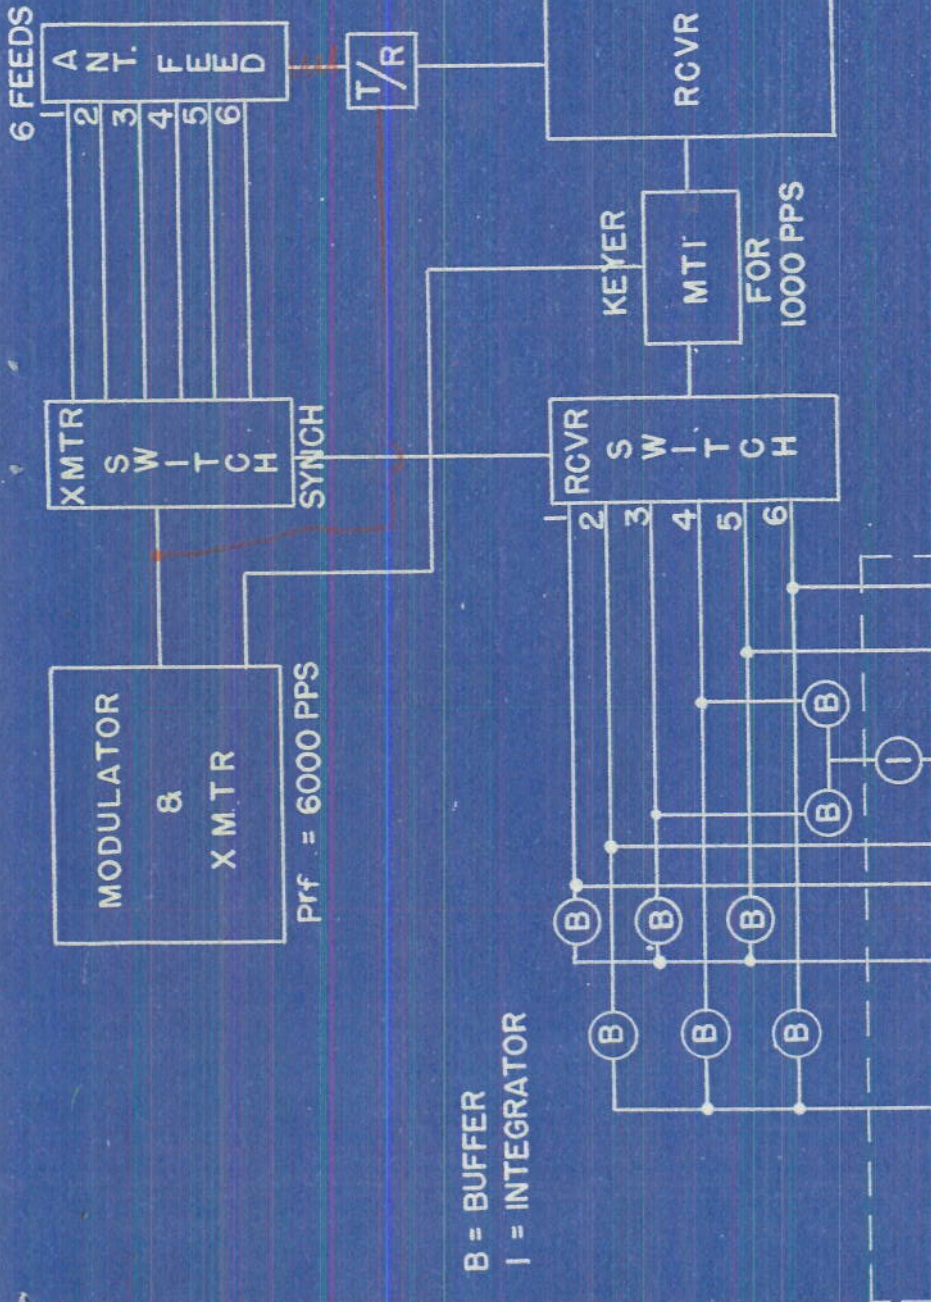 6 FEEDS
ANT. FEED
1
2
3
4
5
6
T/R
RCVR
XMTR
SWITCH
SYNCH
KEYER
MTI
FOR
1000 PPS
RCVR
SWITCH
1
2
3
4
5
6
MODULATOR
&
XMTR
Prf = 6000 PPS
B
B
B
B
B
B
B
B
I
B = BUFFER
I = INTEGRATOR